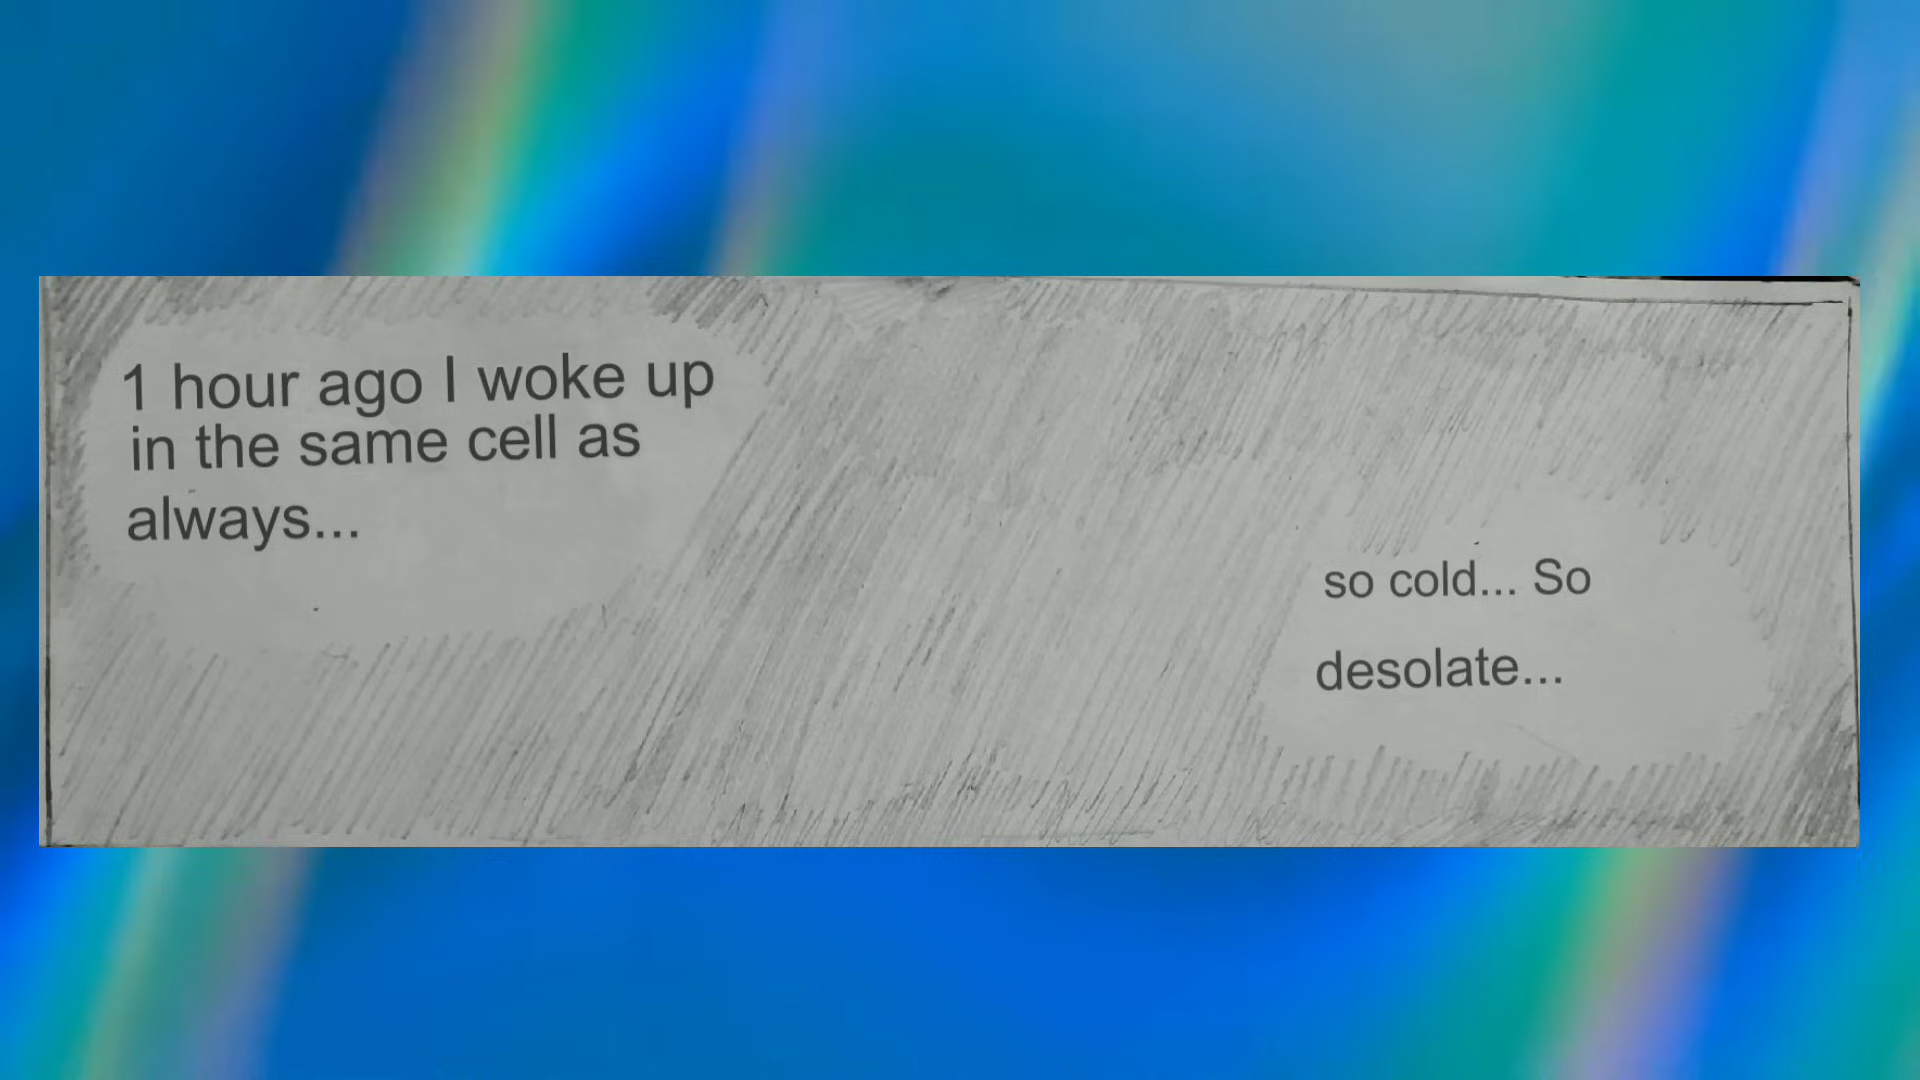 1 hour ago I woke up
in the same cell as
always...
so cold... So
desolate...